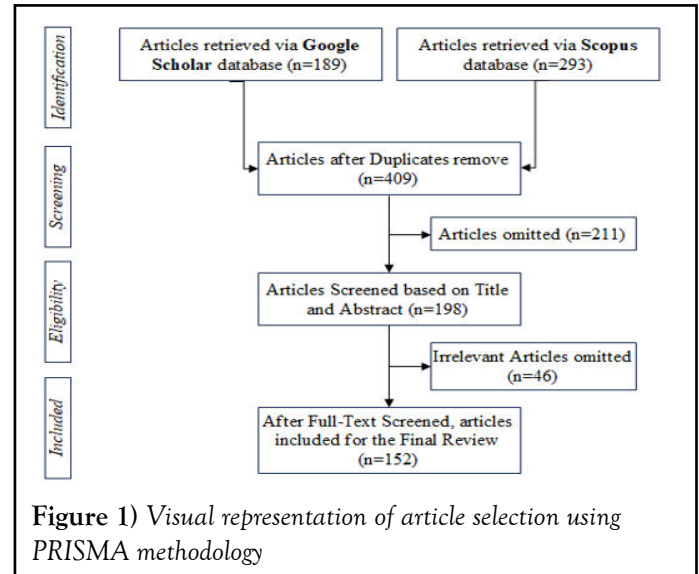 Identification
Articles retrieved via Google
Scholar database (n=189)
Articles retrieved via Scopus
database (n=293)
Screening
Articles after Duplicates remove
(n=409)
Articles omitted (n=211)
Eligibility
Articles Screened based on Title
and Abstract (n=198)
Irrelevant Articles omitted
(n=46)
Included
After Full-Text Screened, articles
included for the Final Review
(n=152)
Figure 1) Visual representation of article selection using
PRISMA methodology